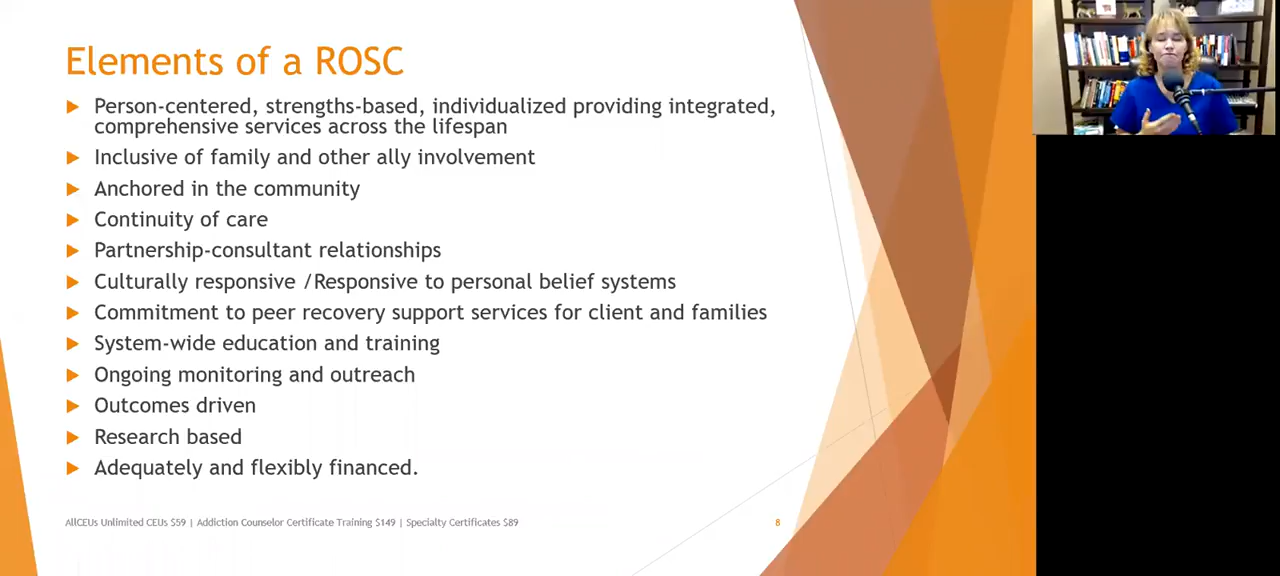 Elements of a ROSC
Person-centered, strengths-based, individualized providing integrated,
comprehensive services across the lifespan
Inclusive of family and other ally involvement
Anchored in the community
Continuity of care
Partnership-consultant relationships
Culturally responsive /Responsive to personal belief systems
Commitment to peer recovery support services for client and families
System-wide education and training
Ongoing monitoring and outreach
Outcomes driven
Research based
Adequately and flexibly financed.
AllCEUs Unlimited CEUs $59 | Addiction Counselor Certificate Training $149 | Specialty Certificates $89
8